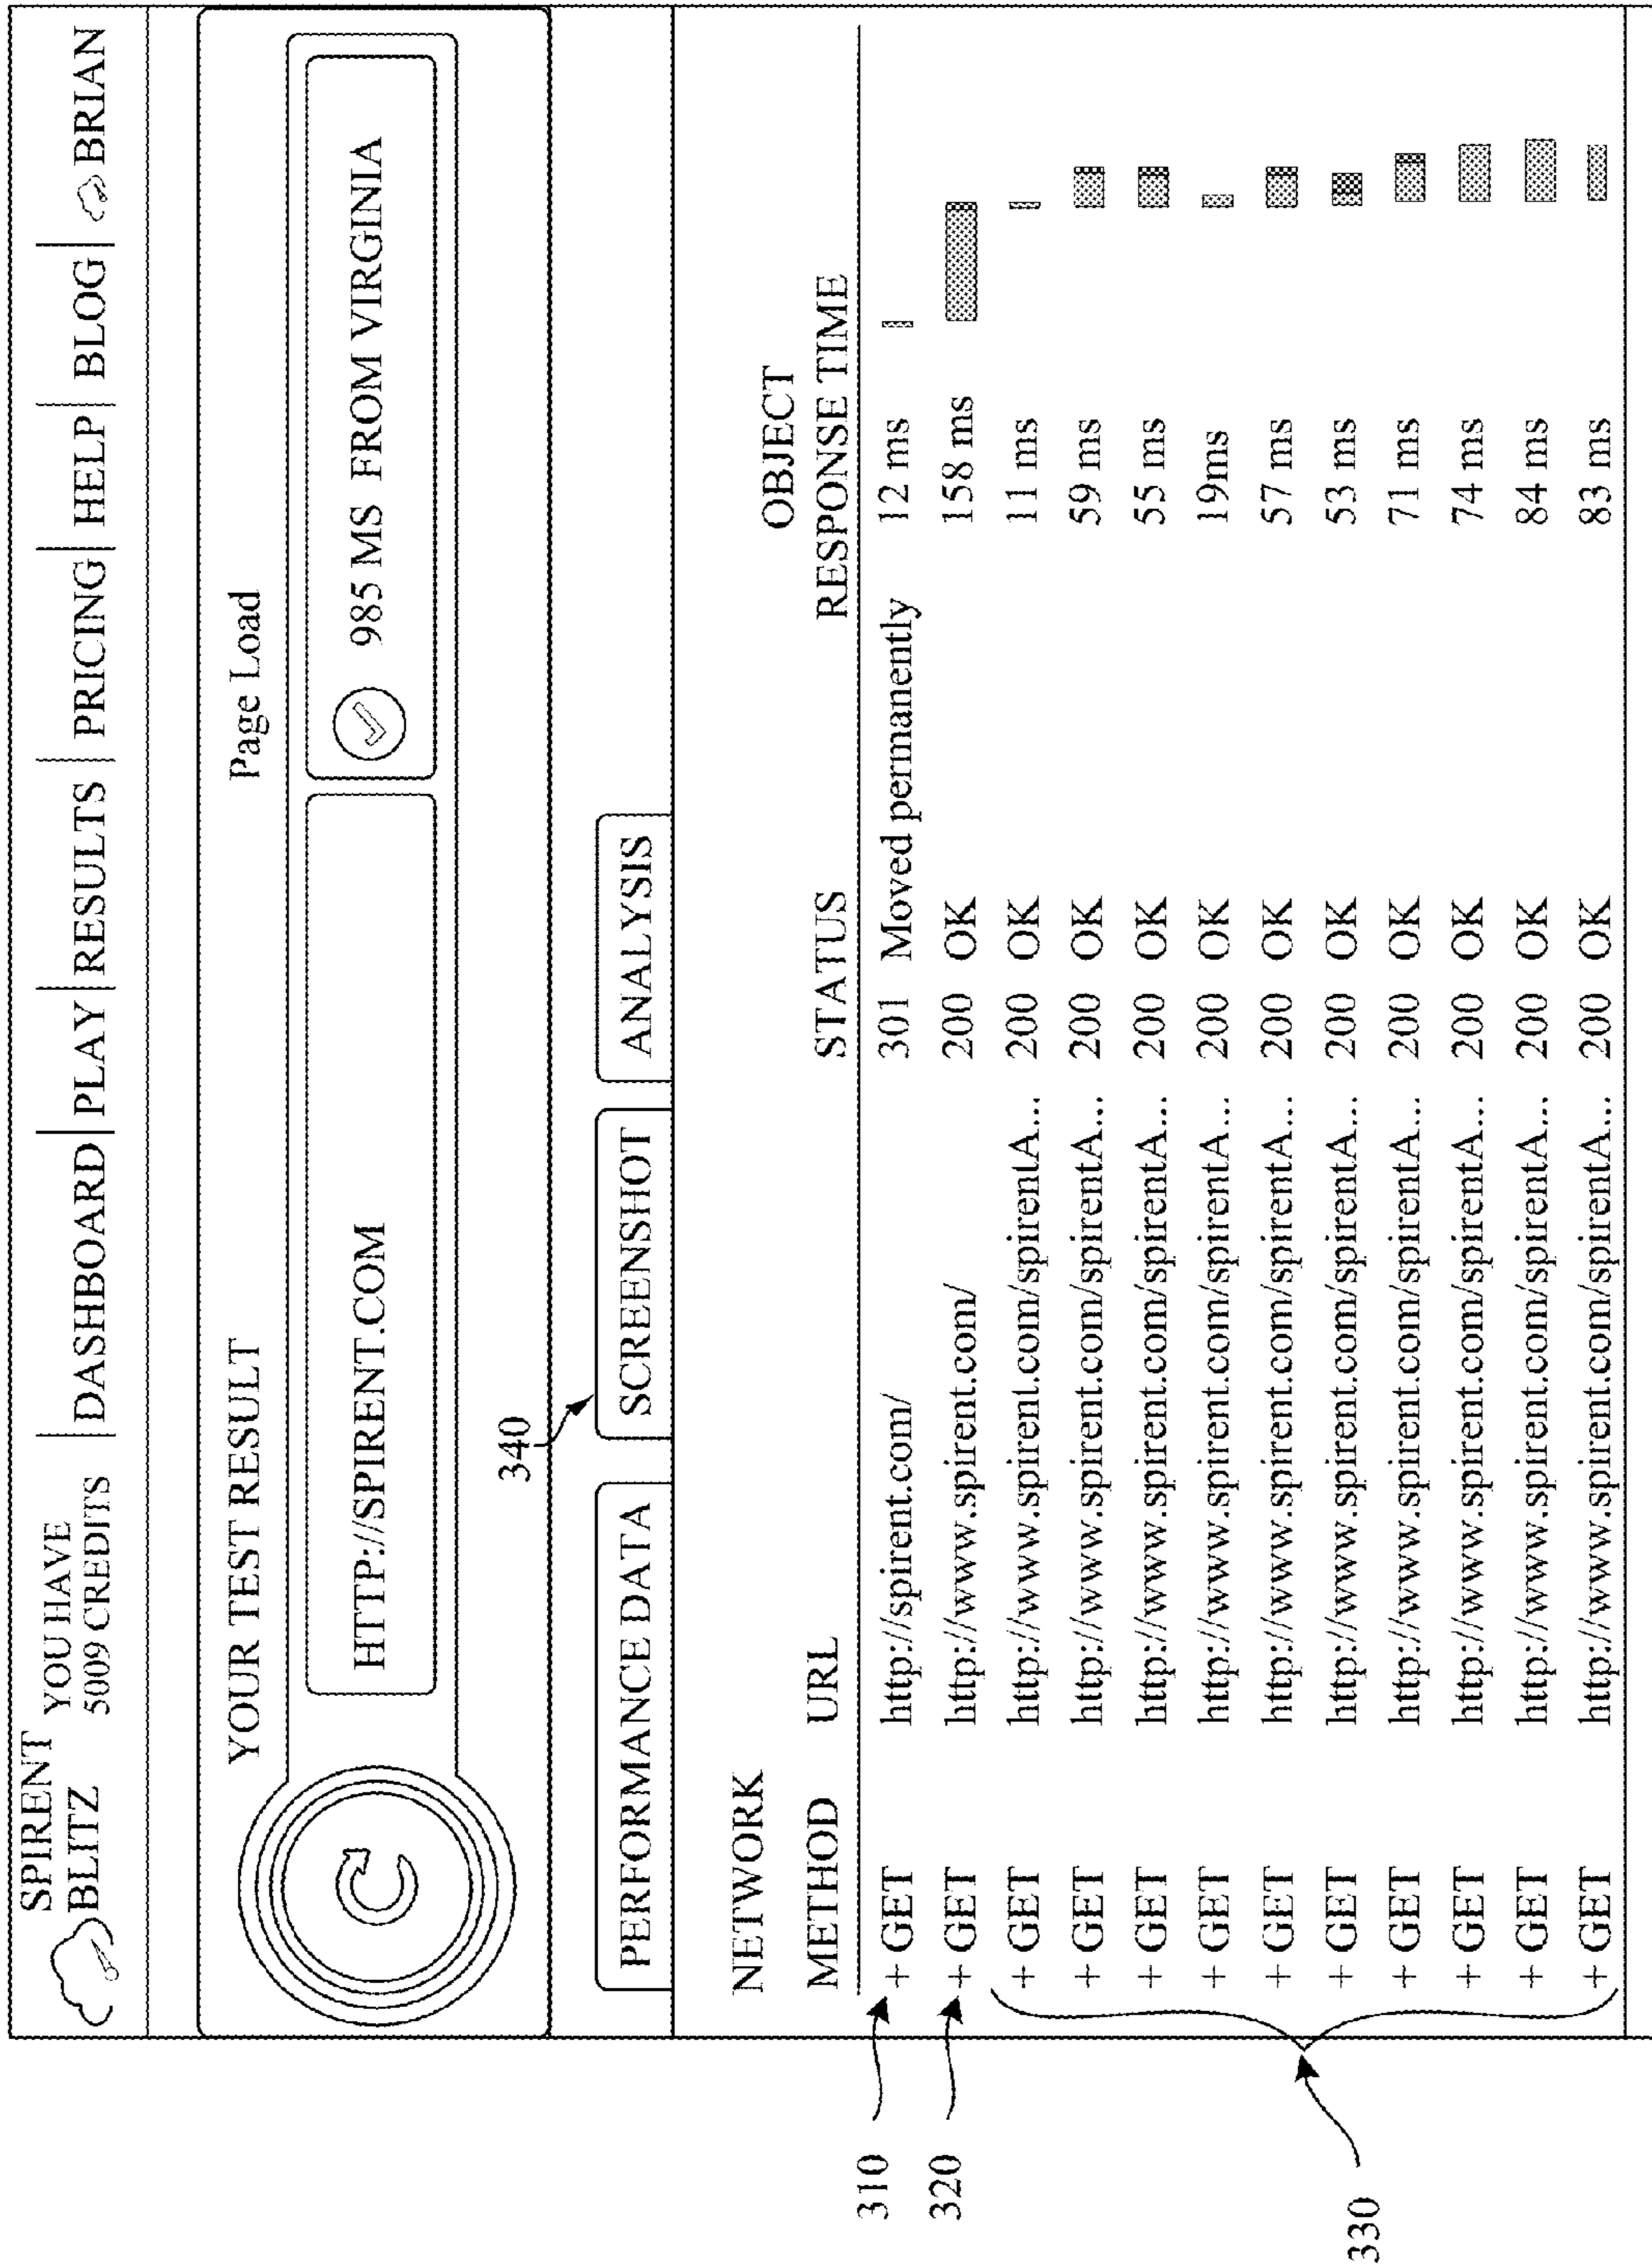 SPIRENT
BLITZ
YOU HAVE
5009 CREDITS
DASHBOARD PLAY RESULTS PRICING HELP BLOG BRIAN
YOUR TEST RESULT Page Load
HTTP://SPIRENT.COM 985 MS FROM VIRGINIA
340
PERFORMANCE DATA SCREENSHOT ANALYSIS
NETWORK OBJECT
METHOD URL STATUS RESPONSE TIME
310 + GET http://spirent.com/ 301 Moved permanently 12 ms
320 + GET http://www.spirent.com/ 200 OK 158 ms
+ GET http://www.spirent.com/spirentA... 200 OK 11 ms
+ GET http://www.spirent.com/spirentA... 200 OK 59 ms
+ GET http://www.spirent.com/spirentA... 200 OK 55 ms
+ GET http://www.spirent.com/spirentA... 200 OK 19ms
+ GET http://www.spirent.com/spirentA... 200 OK 57 ms
330 + GET http://www.spirent.com/spirentA... 200 OK 53 ms
+ GET http://www.spirent.com/spirentA... 200 OK 71 ms
+ GET http://www.spirent.com/spirentA... 200 OK 74 ms
+ GET http://www.spirent.com/spirentA... 200 OK 84 ms
+ GET http://www.spirent.com/spirentA... 200 OK 83 ms